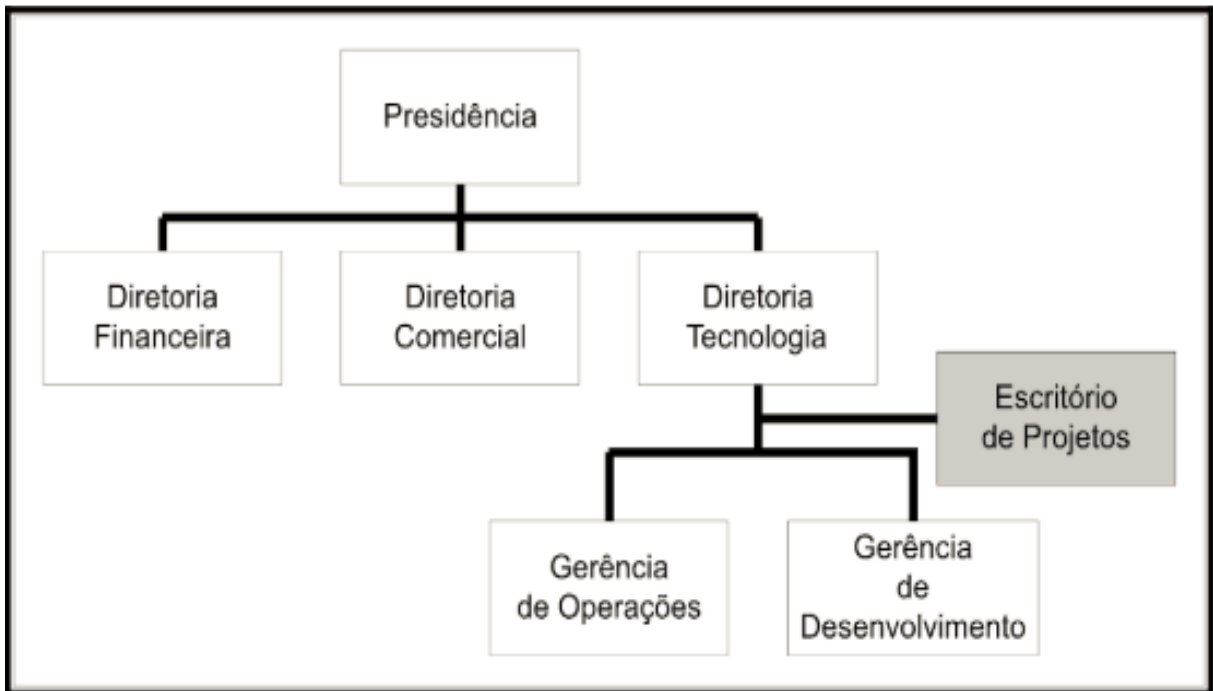 Presidência
Diretoria
Financeira
Diretoria
Comercial
Diretoria
Tecnologia
Escritório
de Projetos
Gerência
de Operações
Gerência
de
Desenvolvimento